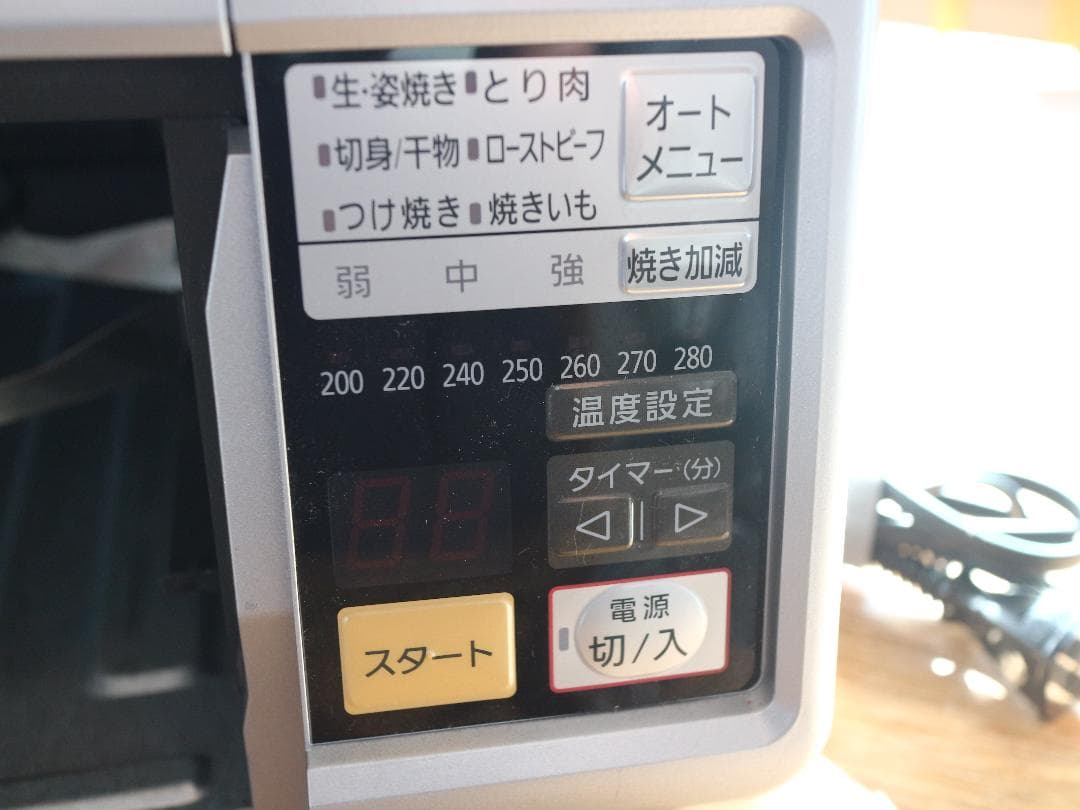 生・姿焼き とり肉
オート
メニュー
切身/干物 ローストビーフ
つけ焼き 焼きいも
弱 中 強 焼き加減
200 220 240 250 260 270 280
温度設定
タイマー(分)
スタート
電源
切/入